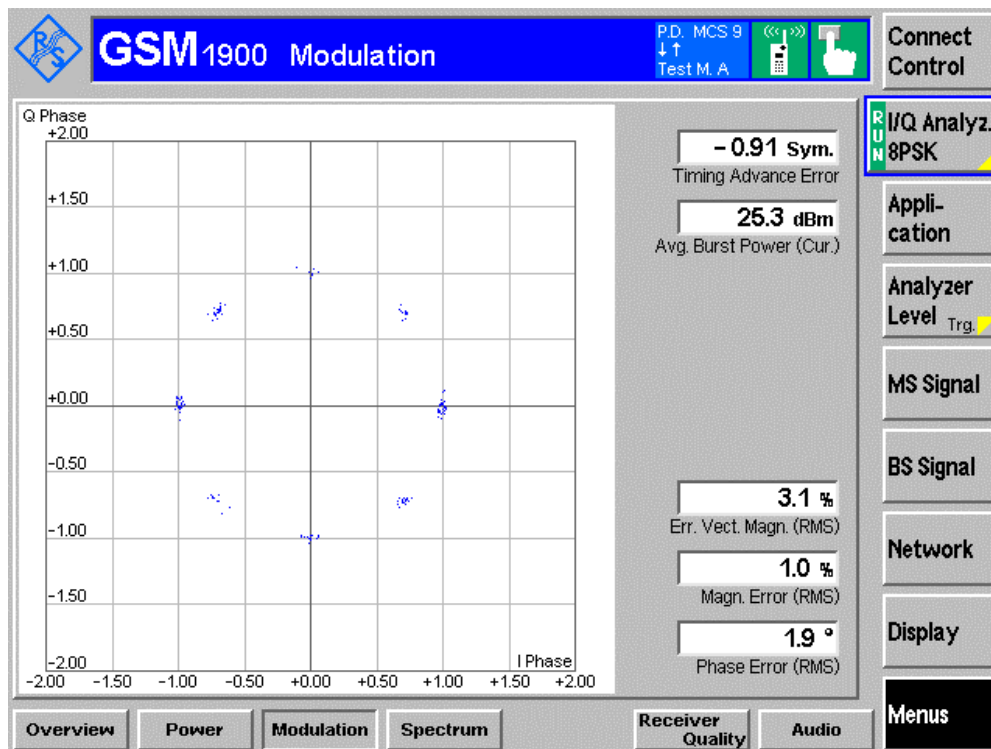 R S
GSM 1900 Modulation
P.D. MCS 9
↓↑
Test M. A
Connect
Control
RUN
I/Q Analyz.
8PSK
Appli-
cation
Analyzer
Level Trg.
MS Signal
BS Signal
Network
Display
Menus
Q Phase
+2.00
+1.50
+1.00
+0.50
+0.00
-0.50
-1.00
-1.50
-2.00
I Phase
-2.00 -1.50 -1.00 -0.50 +0.00 +0.50 +1.00 +1.50 +2.00
-0.91 Sym.
Timing Advance Error
25.3 dBm
Avg. Burst Power (Cur.)
3.1 %
Err. Vect. Magn. (RMS)
1.0 %
Magn. Error (RMS)
1.9 °
Phase Error (RMS)
Overview Power Modulation Spectrum Receiver Quality Audio